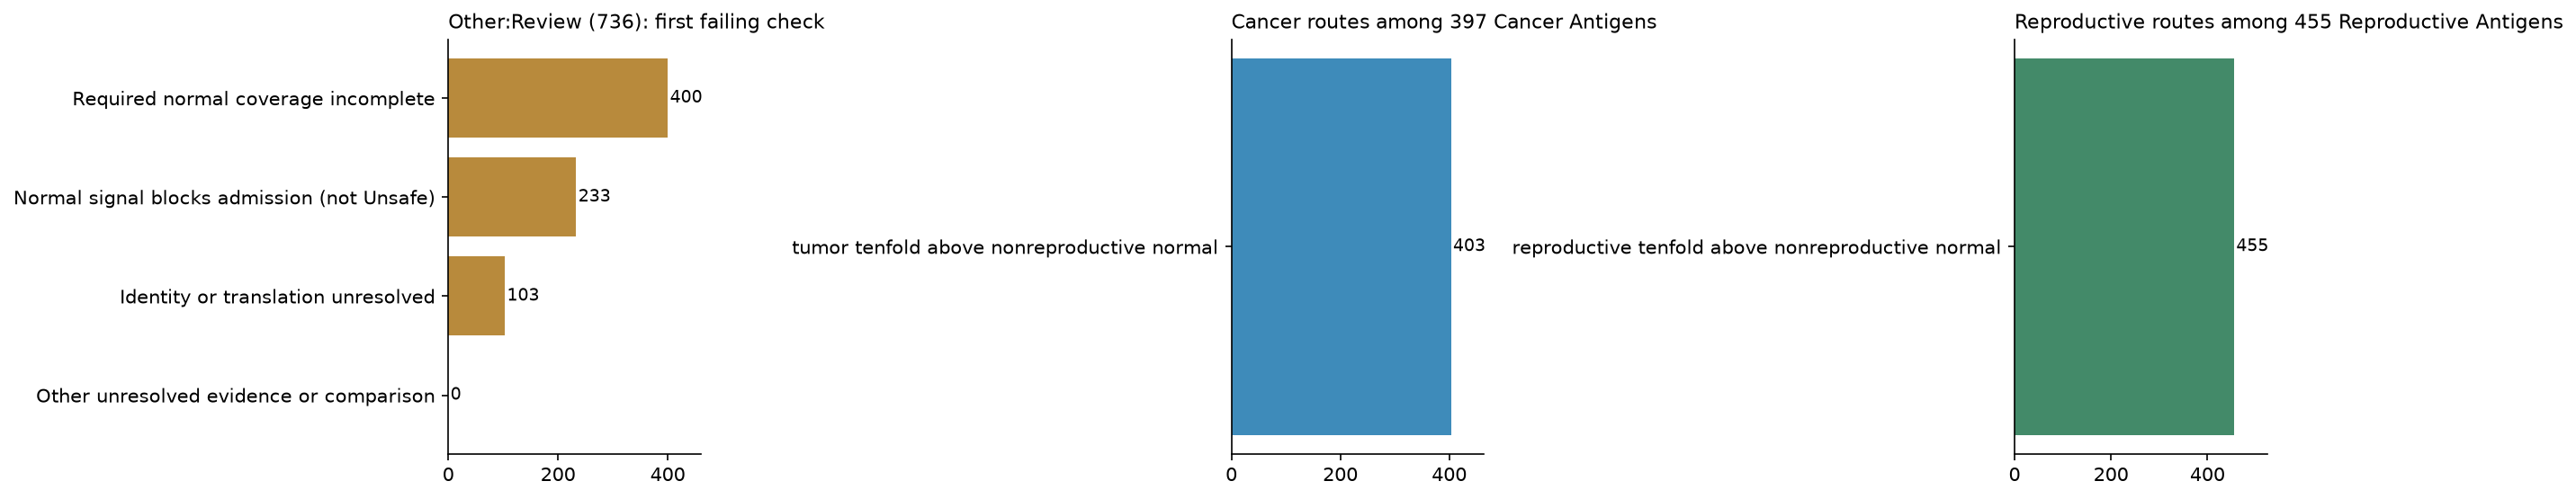 Other:Review (736): first failing check
Required normal coverage incomplete
400
Normal signal blocks admission (not Unsafe)
233
Identity or translation unresolved
103
Other unresolved evidence or comparison
0
0 200 400
Cancer routes among 397 Cancer Antigens
tumor tenfold above nonreproductive normal
403
0 200 400
Reproductive routes among 455 Reproductive Antigens
reproductive tenfold above nonreproductive normal
455
0 200 400